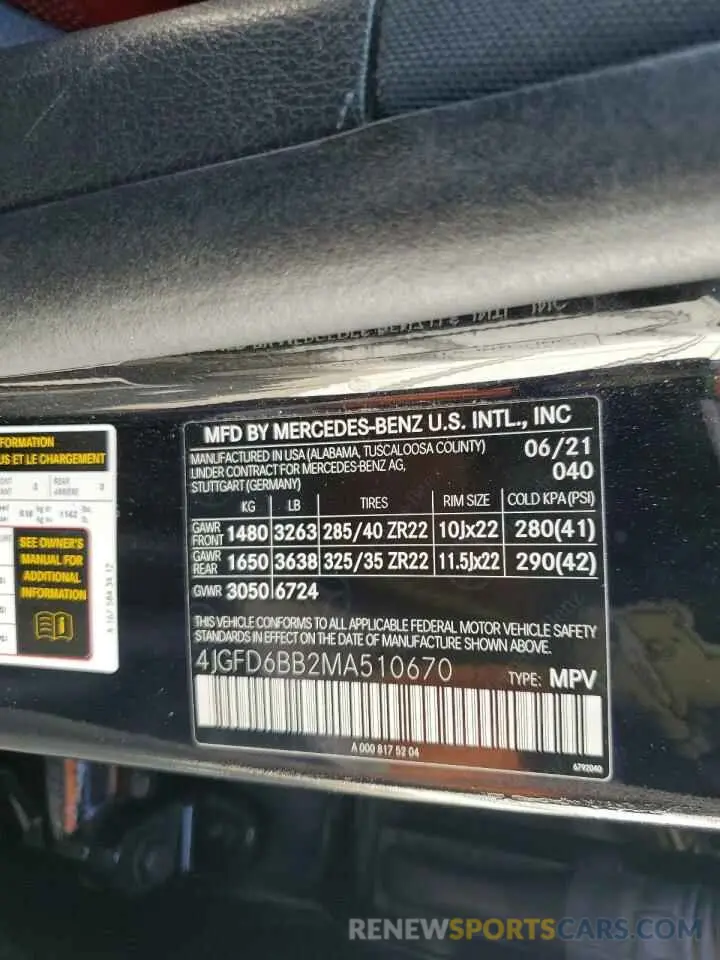 MFD BY MERCEDES-BENZ U.S. INTL., INC
MANUFACTURED IN USA (ALABAMA, TUSCALOOSA COUNTY) 06/21
UNDER CONTRACT FOR MERCEDES-BENZ AG, 040
STUTTGART (GERMANY)
KG LB TIRES RIM SIZE COLD KPA (PSI)
GAWR FRONT 1480 3263 285/40 ZR22 10Jx22 280(41)
GAWR REAR 1650 3638 325/35 ZR22 11.5Jx22 290(42)
GVWR 3050 6724
THIS VEHICLE CONFORMS TO ALL APPLICABLE FEDERAL MOTOR VEHICLE SAFETY
STANDARDS IN EFFECT ON THE DATE OF MANUFACTURE SHOWN ABOVE.
4JGFD6BB2MA510670 TYPE: MPV
A 000 817 52 04
6792040
FORMATION
US ET LE CHARGEMENT
REAR
ARRIÈRE
SEE OWNER'S
MANUAL FOR
ADDITIONAL
INFORMATION
RENEWSPORTSCARS.COM